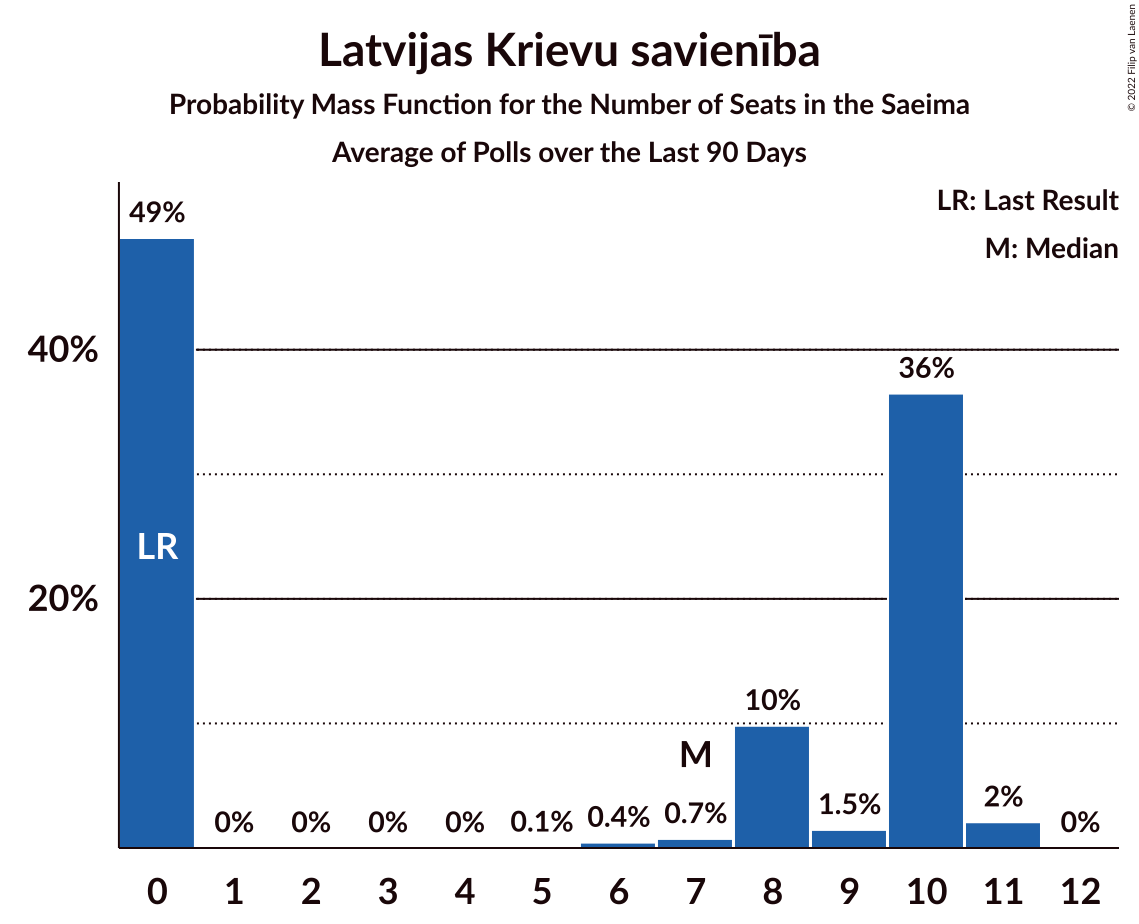 Latvijas Krievu savienība
Probability Mass Function for the Number of Seats in the Saeima
Average of Polls over the Last 90 Days
© 2022 Filip van Laenen
LR: Last Result
M: Median
49%
40%
36%
LR
20%
10%
M
0% 0% 0% 0% 0.1% 0.4% 0.7% 1.5% 2% 0%
0 1 2 3 4 5 6 7 8 9 10 11 12